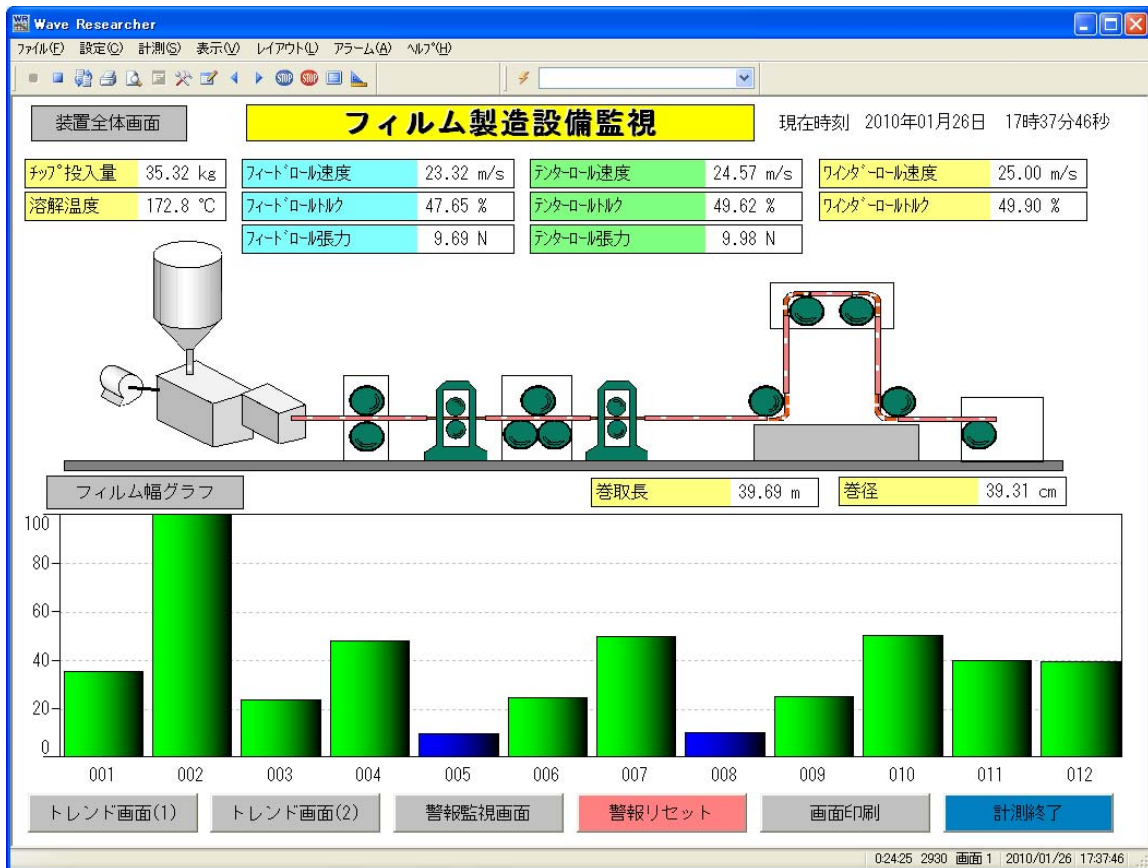 WR Wave Researcher
ファイル(F) 設定(C) 計測(S) 表示(V) レイアウト(L) アラーム(A) ヘルプ(H)
STOP STOP
装置全体画面 フィルム製造設備監視 現在時刻 2010年01月26日 17時37分46秒
チップ投入量 35.32 kg フィードロール速度 23.32 m/s テンターロール速度 24.57 m/s ワインダーロール速度 25.00 m/s
溶解温度 172.8 ℃ フィードロールトルク 47.65 % テンターロールトルク 49.62 % ワインダーロールトルク 49.90 %
フィードロール張力 9.69 N テンターロール張力 9.98 N
フィルム幅グラフ 巻取長 39.69 m 巻径 39.31 cm
100
80
60
40
20
0
001 002 003 004 005 006 007 008 009 010 011 012
トレンド画面(1) トレンド画面(2) 警報監視画面 警報リセット 画面印刷 計測終了
0:24:25 2930 画面 1 2010/01/26 17:37:46